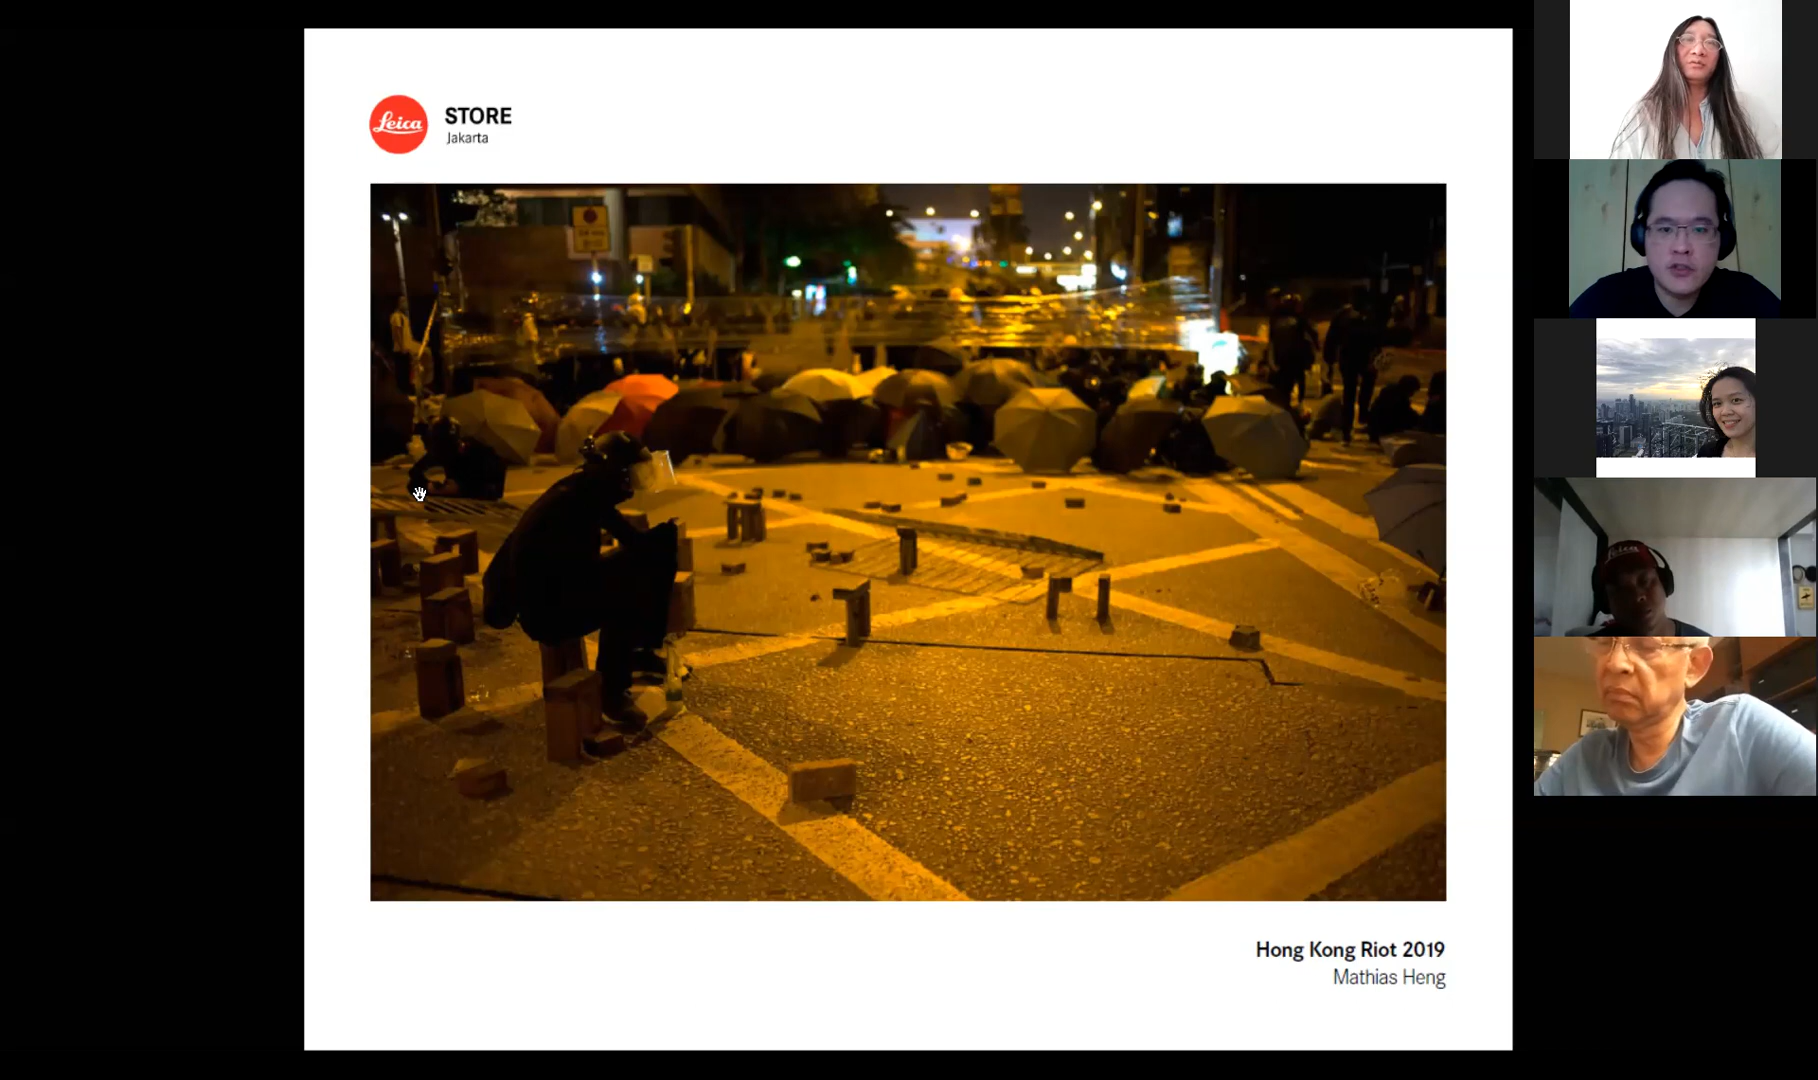 Leica
STORE
Jakarta
Hong Kong Riot 2019
Mathias Heng